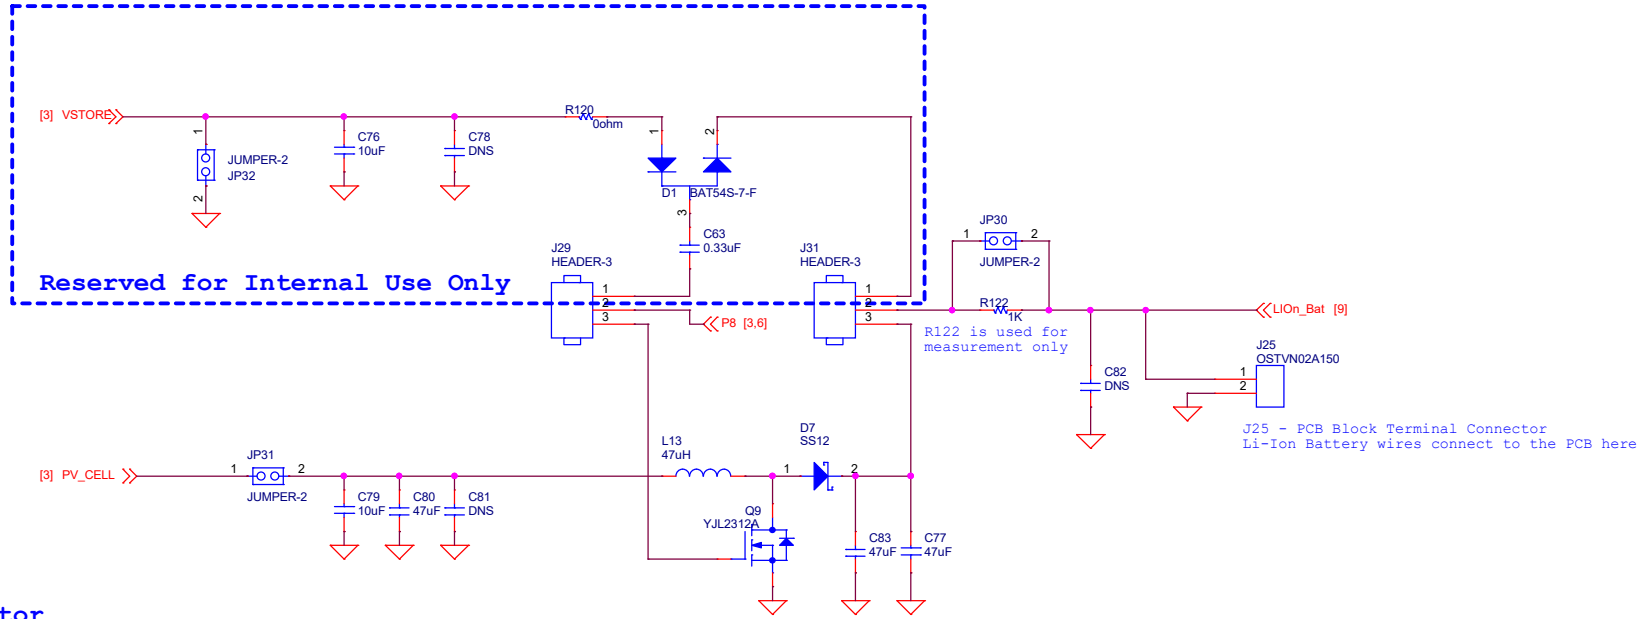 [3] VSTORE
R120
0ohm
1
2
1
JUMPER-2
JP32
2
C76
10uF
C78
DNS
D1 BAT54S-7-F
3
C63
0.33uF
J29
HEADER-3
1
2
3
J31
HEADER-3
1
2
3
Reserved for Internal Use Only
P8 [3,6]
JP30
1
2
JUMPER-2
R122
1K
R122 is used for
measurement only
LIOn_Bat [9]
J25
OSTVN02A150
1
2
C82
DNS
J25 - PCB Block Terminal Connector
Li-Ion Battery wires connect to the PCB here
[3] PV_CELL
JP31
1
2
JUMPER-2
C79
10uF
C80
47uF
C81
DNS
L13
47uH
D7
SS12
1
2
Q9
YJL2312A
C83
47uF
C77
47uF
tor